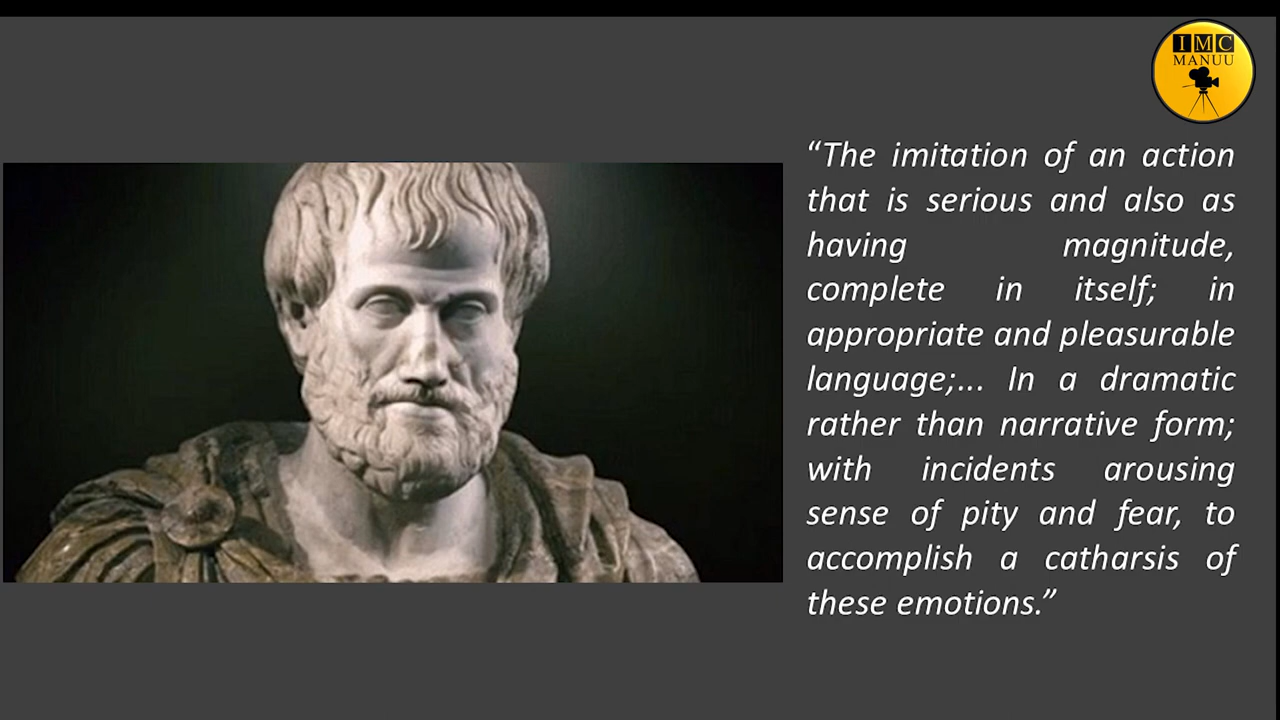 IMC
MANUU
“The imitation of an action
that is serious and also as
having magnitude,
complete in itself; in
appropriate and pleasurable
language;... In a dramatic
rather than narrative form;
with incidents arousing
sense of pity and fear, to
accomplish a catharsis of
these emotions.”